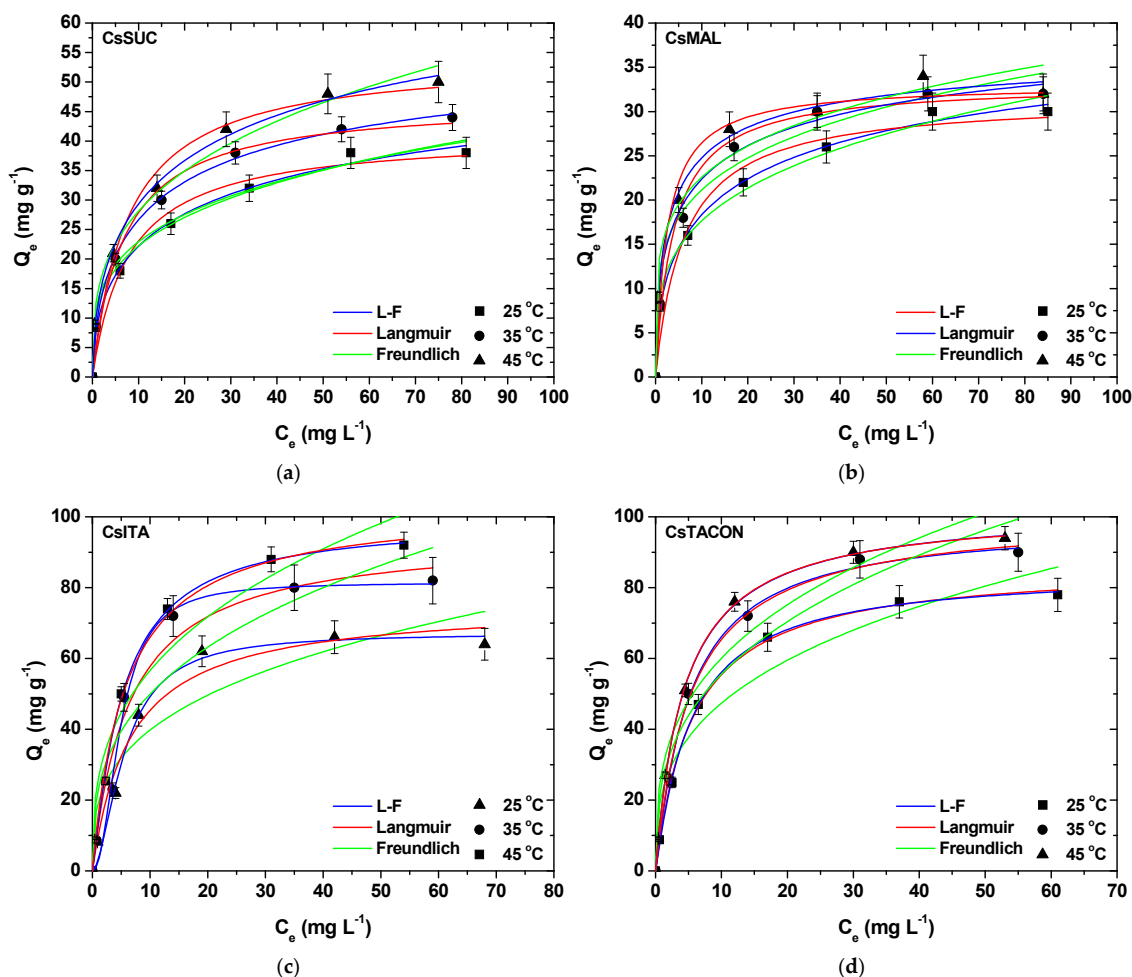 CsSUC
60
55
50
45
40
35
30
25
20
15
10
5
0
Qe (mg g-1)
L-F
Langmuir
Freundlich
25 °C
35 °C
45 °C
0 10 20 30 40 50 60 70 80 90 100
Ce (mg L-1)
(a)
CsMAL
40
35
30
25
20
15
10
5
0
Qe (mg g-1)
L-F
Langmuir
Freundlich
25 °C
35 °C
45 °C
0 10 20 30 40 50 60 70 80 90 100
Ce (mg L-1)
(b)
CsITA
100
80
60
40
20
0
Qe (mg g-1)
L-F
Langmuir
Freundlich
25 °C
35 °C
45 °C
0 10 20 30 40 50 60 70 80
Ce (mg L-1)
(c)
CsTACON
100
80
60
40
20
0
Qe (mg g-1)
L-F
Langmuir
Freundlich
25 °C
35 °C
45 °C
0 10 20 30 40 50 60 70
Ce (mg L-1)
(d)